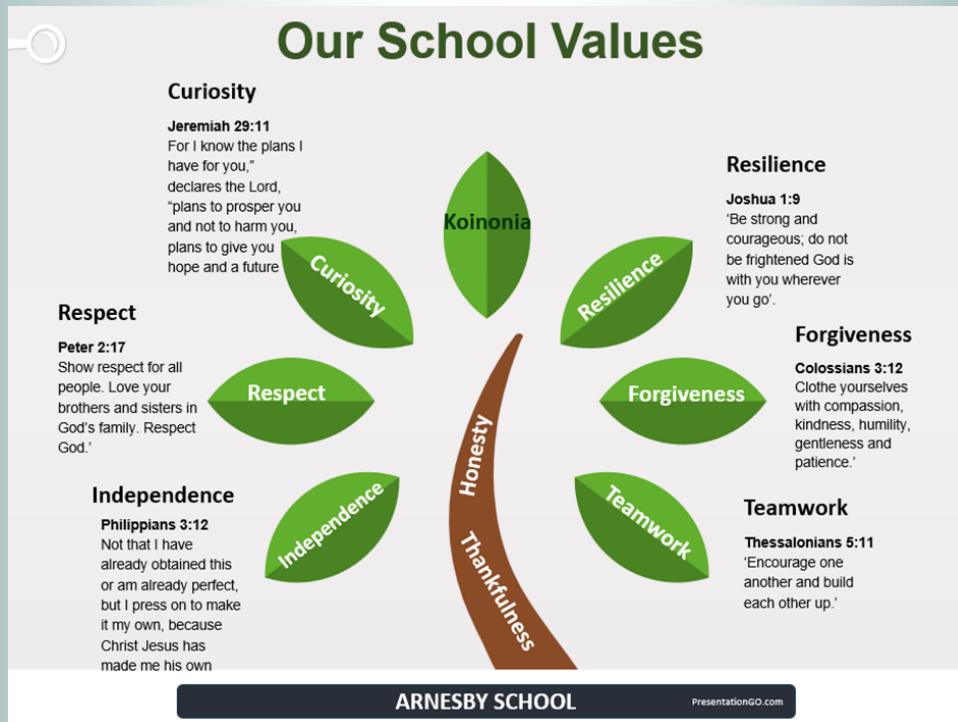 Our School Values
Curiosity
Jeremiah 29:11
For I know the plans I
have for you,”
declares the Lord,
“plans to prosper you
and not to harm you,
plans to give you
hope and a future
Respect
Peter 2:17
Show respect for all
people. Love your
brothers and sisters in
God’s family. Respect
God.’
Independence
Philippians 3:12
Not that I have
already obtained this
or am already perfect,
but I press on to make
it my own, because
Christ Jesus has
made me his own
Koinonia
Curiosity
Resilience
Respect
Forgiveness
Independence
Teamwork
Honesty
Thankfulness
Resilience
Joshua 1:9
‘Be strong and
courageous; do not
be frightened God is
with you wherever
you go’.
Forgiveness
Colossians 3:12
Clothe yourselves
with compassion,
kindness, humility,
gentleness and
patience.’
Teamwork
Thessalonians 5:11
‘Encourage one
another and build
each other up.’
ARNESBY SCHOOL
PresentationGO.com